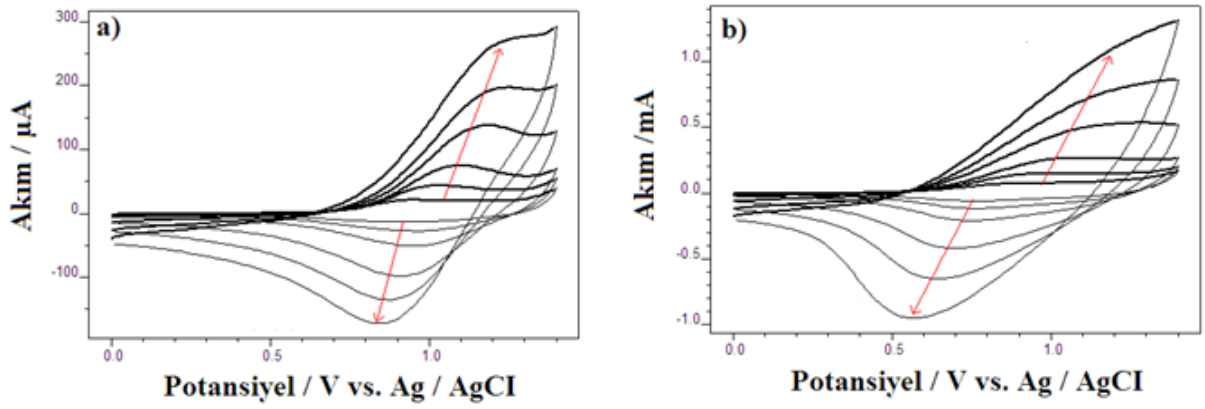 a)
Akım / µA
300
200
100
0
-100
0.0 0.5 1.0
Potansiyel / V vs. Ag / AgCI
b)
Akım /mA
1.0
0.5
0.0
-0.5
-1.0
0.0 0.5 1.0
Potansiyel / V vs. Ag / AgCI